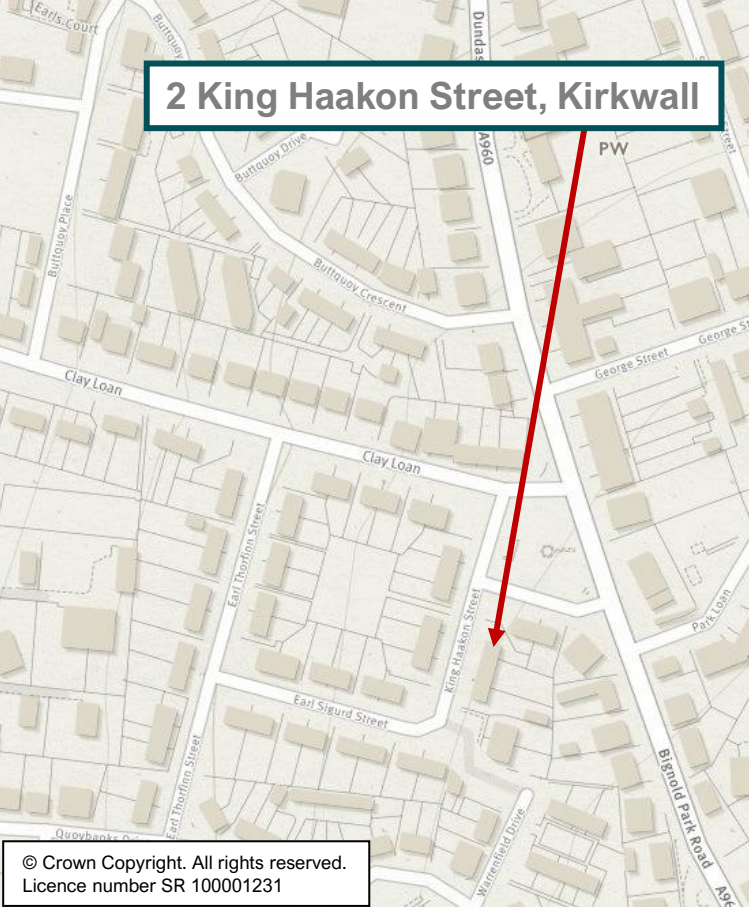 Earls Court
Buttquoy
Dundas
2 King Haakon Street, Kirkwall
A960
PW
Street
Buttquoy Drive
Buttquoy Place
Buttquoy Crescent
George Street
George St
Clay Loan
Clay Loan
Earl Thorfinn Street
King Haakon Street
Park Loan
Earl Sigurd Street
Earl Thorfinn Street
Bignold Park Road
Warrenfield Drive
Quoybanks
A96
© Crown Copyright. All rights reserved.
Licence number SR 100001231